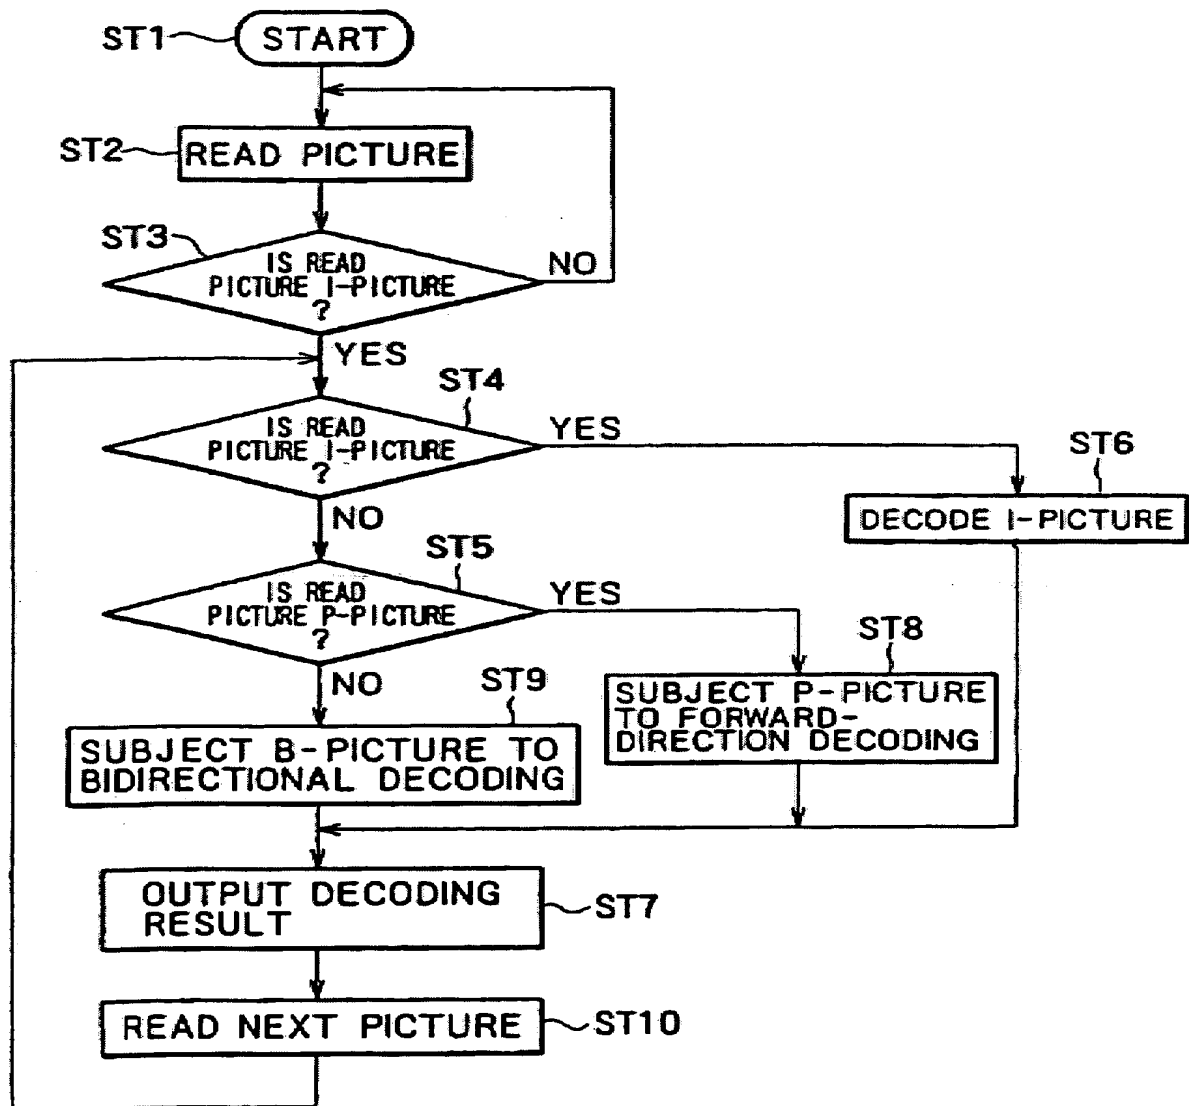 ST1
START
ST2
READ PICTURE
ST3
IS READ
PICTURE I-PICTURE
?
NO
YES
ST4
IS READ
PICTURE I-PICTURE
?
YES
ST6
DECODE I-PICTURE
NO
ST5
IS READ
PICTURE P-PICTURE
?
YES
ST8
SUBJECT P-PICTURE
TO FORWARD-
DIRECTION DECODING
NO
ST9
SUBJECT B-PICTURE TO
BIDIRECTIONAL DECODING
OUTPUT DECODING
RESULT
ST7
READ NEXT PICTURE
ST10